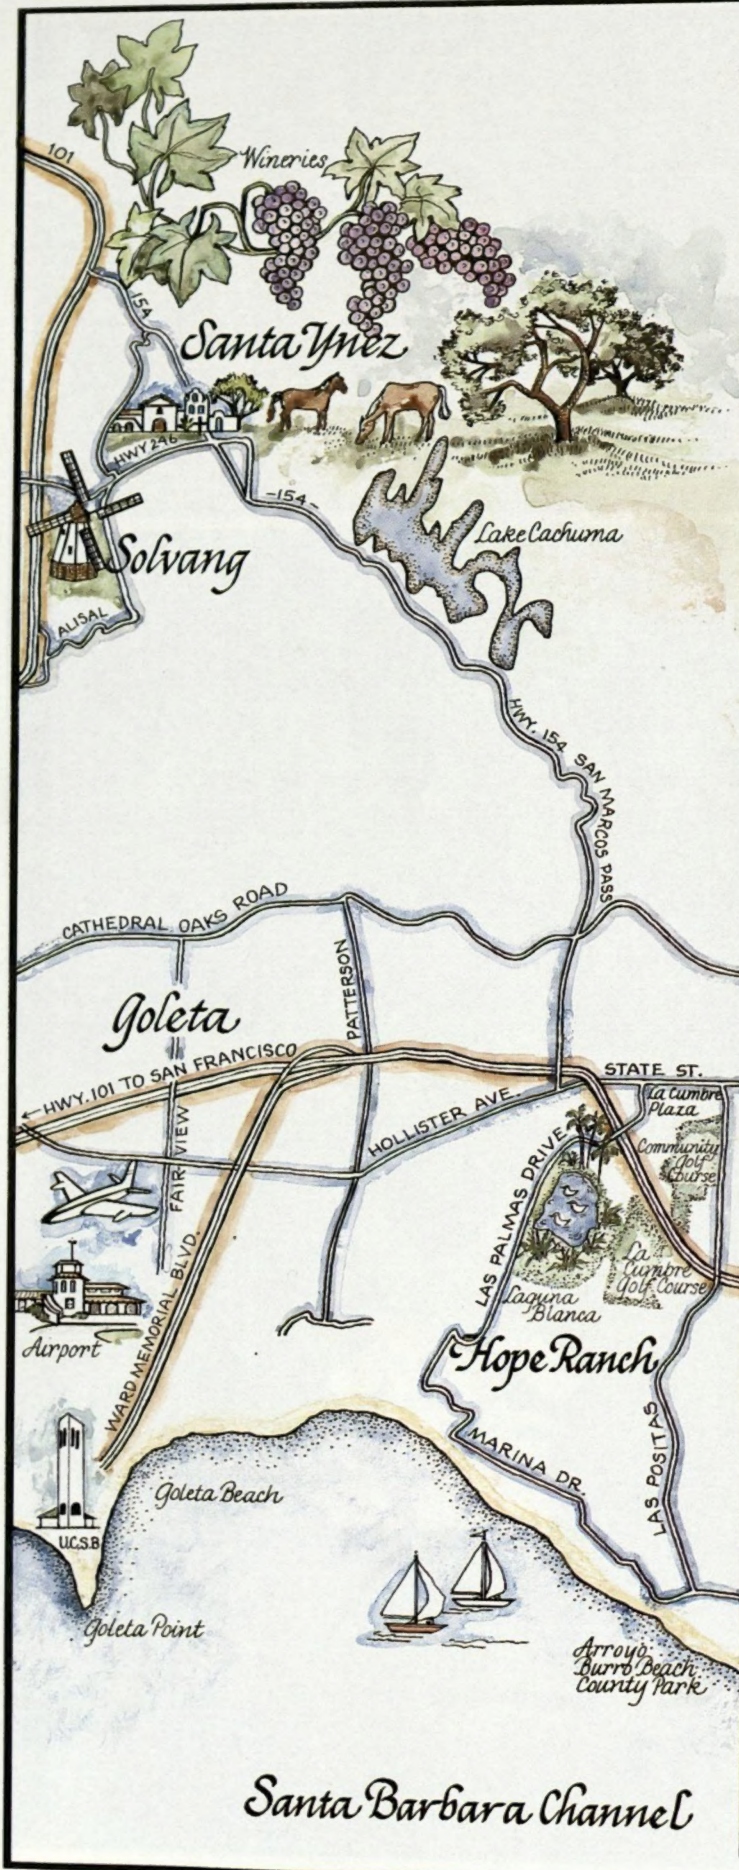 Wineries
101
154
Santa Ynez
HWY 246
-154-
Lake Cachuma
Solvang
ALISAL
HWY. 154 SAN MARCOS PASS
CATHEDRAL OAKS ROAD
PATTERSON
Goleta
←HWY. 101 TO SAN FRANCISCO
STATE ST.
La Cumbre
Plaza
HOLLISTER AVE.
FAIRVIEW
Community
Golf
Course
LAS PALMAS DRIVE
WARD MEMORIAL BLVD.
La
Cumbre
Golf Course
Laguna
Blanca
Airport
Hope Ranch
LAS POSITAS
MARINA DR.
Goleta Beach
U.C.S.B
Goleta Point
Arroyo
Burro Beach
County Park
Santa Barbara Channel